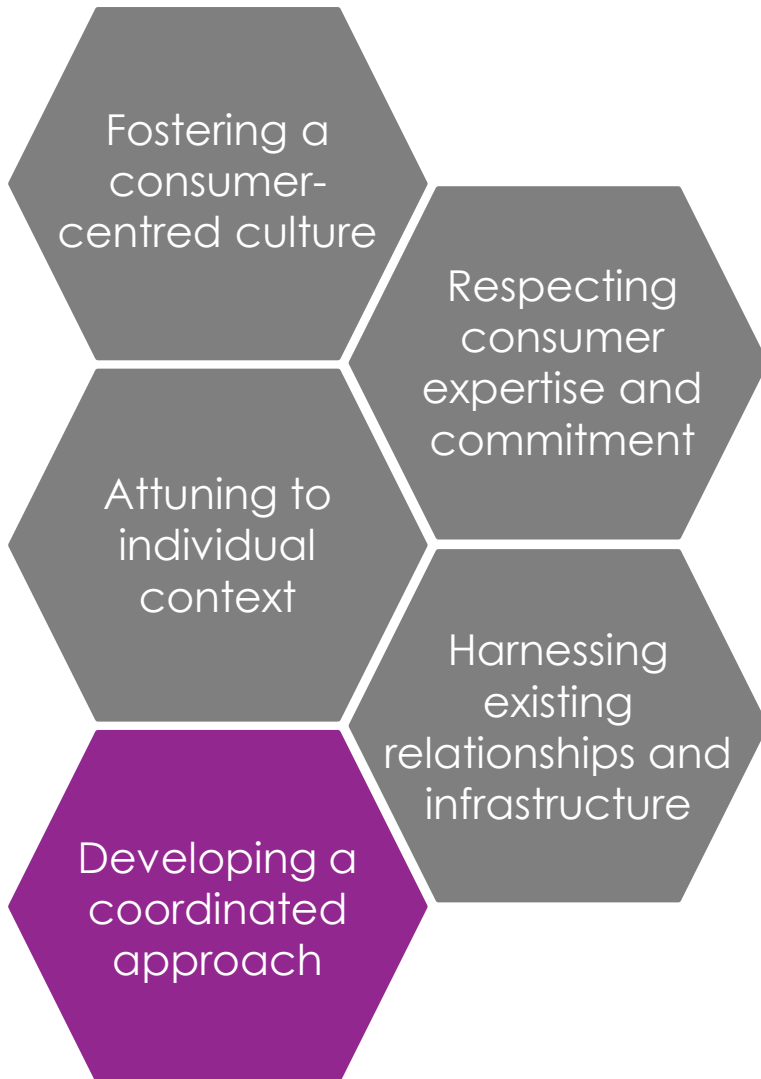 Fostering a
consumer-
centred culture
Respecting
consumer
expertise and
commitment
Attuning to
individual
context
Harnessing
existing
relationships and
infrastructure
Developing a
coordinated
approach